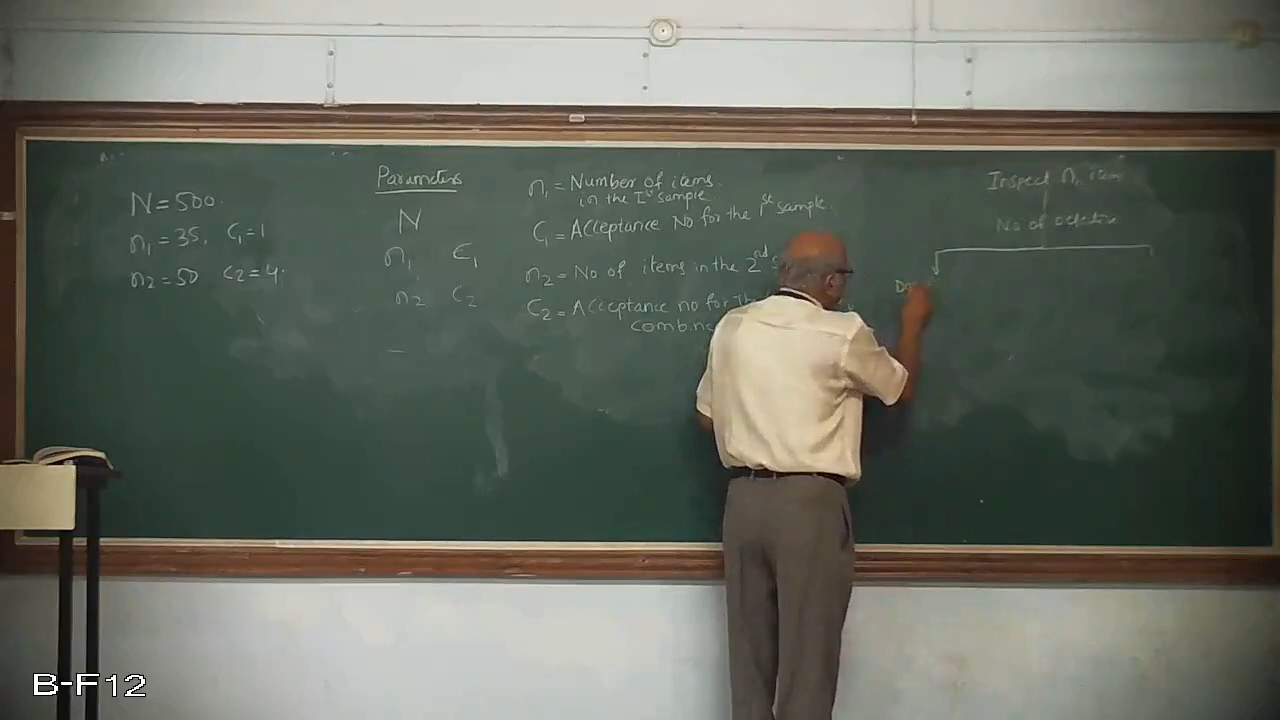 N=500
n₁=35, C₁=1
n₂=50 C₂=4;
Parameters
N
n₁ C₁
n₂ C₂
n₁ = Number of items
in the Iˢᵗ sample
C₁ = Acceptance No for the 1ˢᵗ sample.
n₂ = No of items in the 2ⁿᵈ
C₂ = Acceptance no for the
Inspect n₁ item
No of defective
B-F12